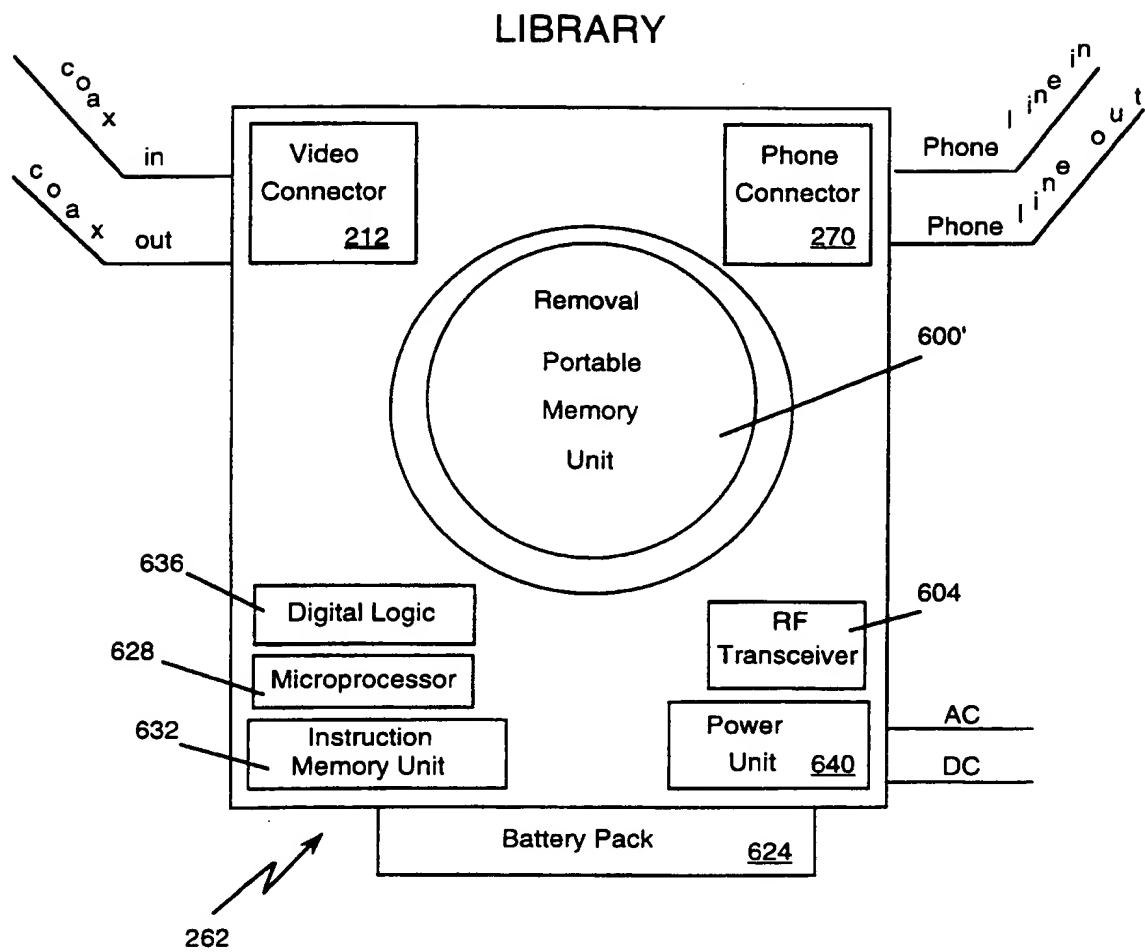 LIBRARY
coax in
coax out
Video
Connector
212
Phone
Connector
270
Phone line in
Phone line out
Removal
Portable
Memory
Unit
600'
636
Digital Logic
628
Microprocessor
632
Instruction
Memory Unit
604
RF
Transceiver
Power
Unit 640
AC
DC
Battery Pack 624
262